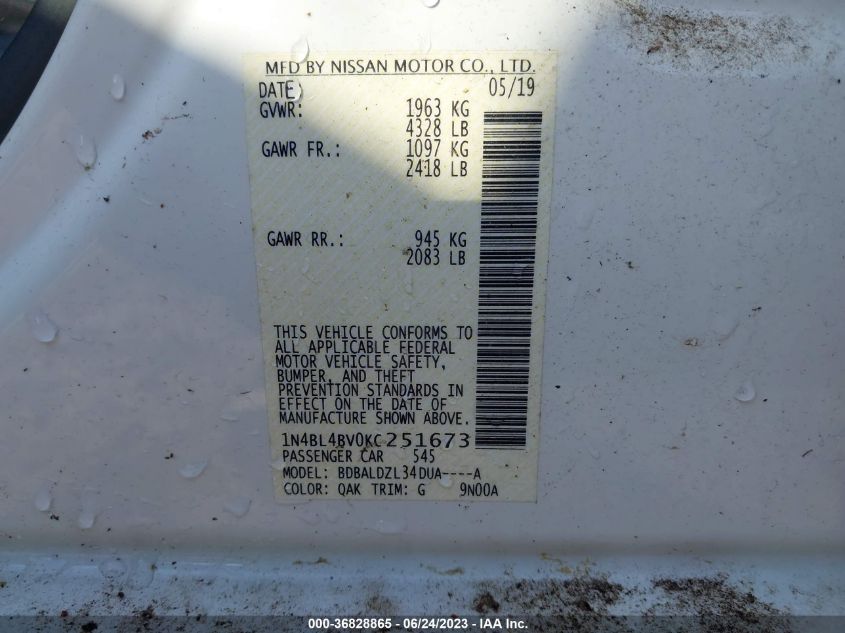 MFD BY NISSAN MOTOR CO., LTD.
DATE 05/19
GVWR: 1963 KG
4328 LB
GAWR FR.: 1097 KG
2418 LB
GAWR RR.: 945 KG
2083 LB
THIS VEHICLE CONFORMS TO
ALL APPLICABLE FEDERAL
MOTOR VEHICLE SAFETY,
BUMPER, AND THEFT
PREVENTION STANDARDS IN
EFFECT ON THE DATE OF
MANUFACTURE SHOWN ABOVE.
1N4BL4BV0KC251673
PASSENGER CAR 545
MODEL: BDBALDZL34DUA----A
COLOR: QAK TRIM: G 9N00A
000-36828865 - 06/24/2023 - IAA Inc.